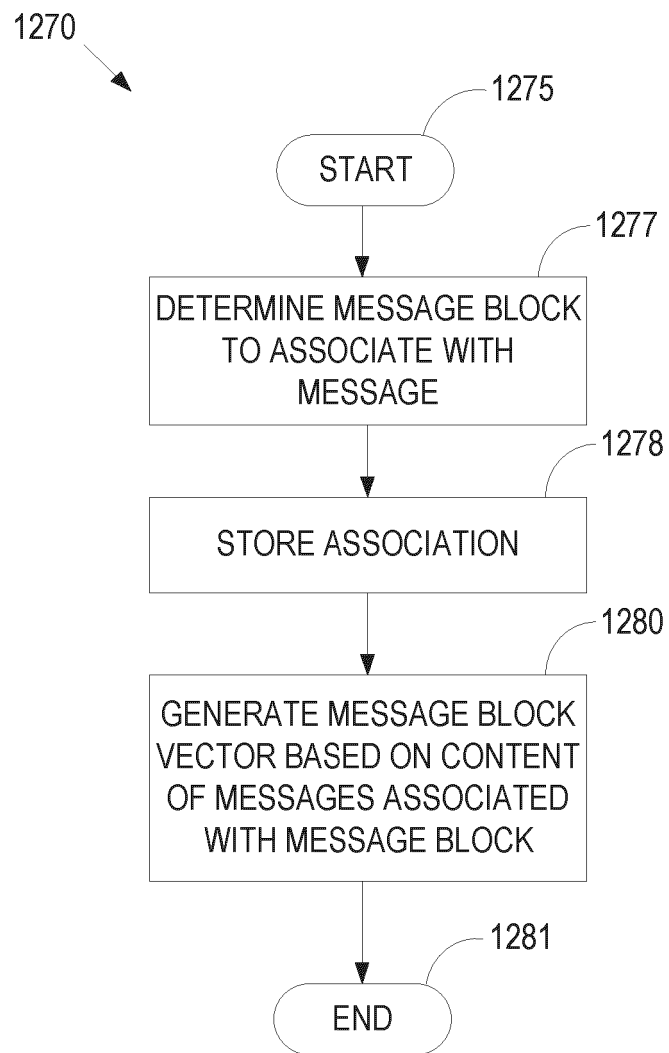 1270
1275
START
1277
DETERMINE MESSAGE BLOCK
TO ASSOCIATE WITH
MESSAGE
1278
STORE ASSOCIATION
1280
GENERATE MESSAGE BLOCK
VECTOR BASED ON CONTENT
OF MESSAGES ASSOCIATED
WITH MESSAGE BLOCK
1281
END